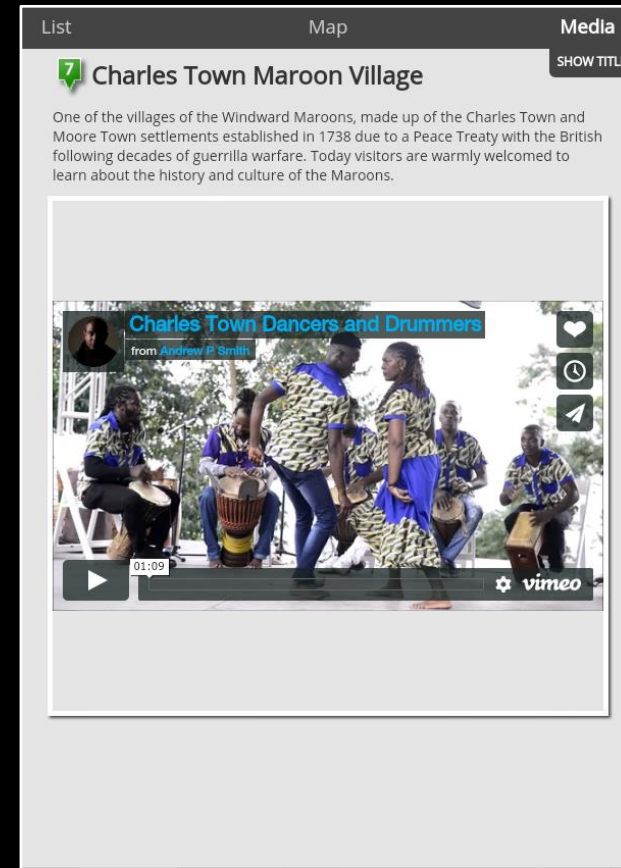 List Map Media
SHOW TITL
7 Charles Town Maroon Village
One of the villages of the Windward Maroons, made up of the Charles Town and
Moore Town settlements established in 1738 due to a Peace Treaty with the British
following decades of guerrilla warfare. Today visitors are warmly welcomed to
learn about the history and culture of the Maroons.
Charles Town Dancers and Drummers
from Andrew P Smith
01:09
vimeo